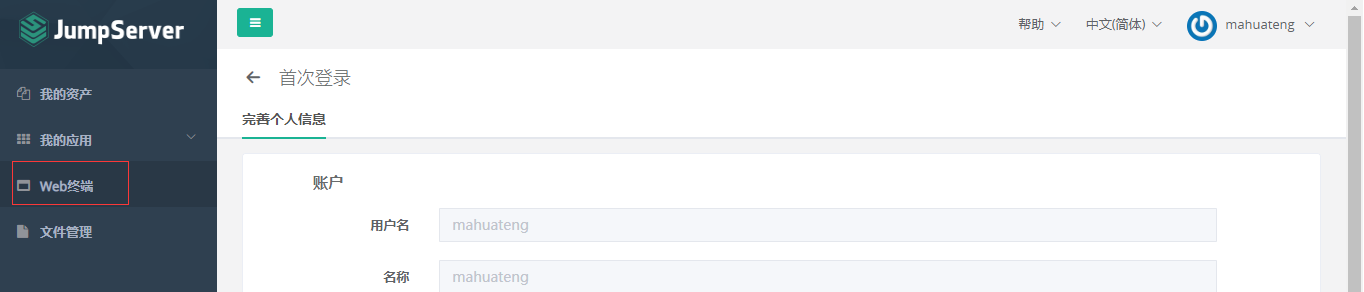 JumpServer
帮助
中文(简体)
mahuateng
我的资产
我的应用
Web终端
文件管理
首次登录
完善个人信息
账户
用户名
mahuateng
名称
mahuateng